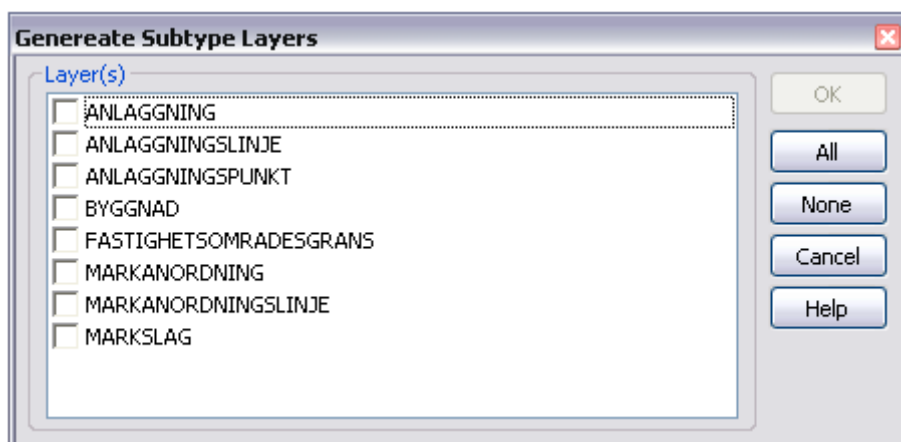 Genereate Subtype Layers
Layer(s)
ANLAGGNING
ANLAGGNINGSLINJE
ANLAGGNINGSPUNKT
BYGGNAD
FASTIGHETSOMRADESGRANS
MARKANORDNING
MARKANORDNINGSLINJE
MARKSLAG
OK
All
None
Cancel
Help